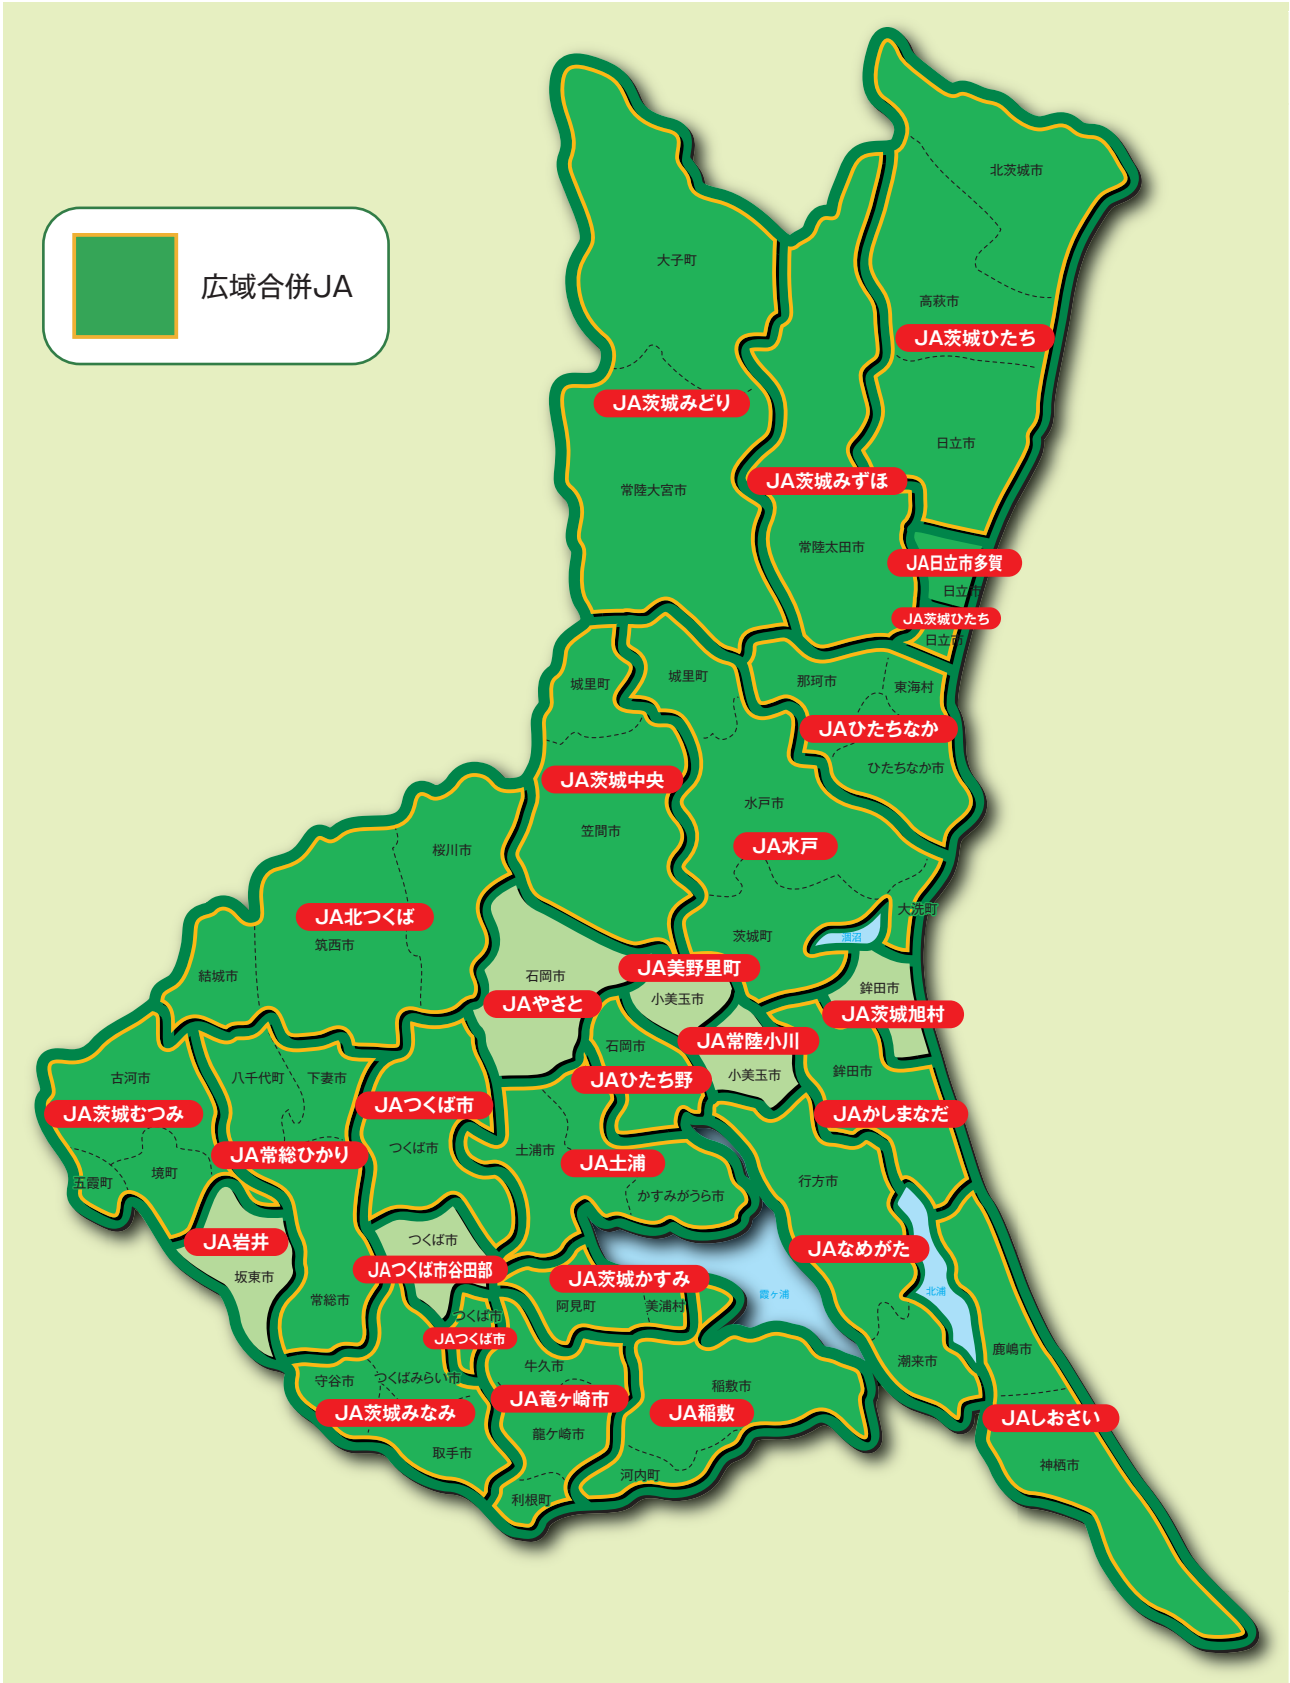 広域合併JA
北茨城市
大子町
高萩市
JA茨城ひたち
JA茨城みどり
日立市
JA茨城みずほ
常陸大宮市
常陸太田市
JA日立市多賀
日立市
JA茨城ひたち
日立市
城里町
城里町
那珂市
東海村
JAひたちなか
ひたちなか市
JA茨城中央
水戸市
笠間市
JA水戸
桜川市
大洗町
JA北つくば
筑西市
茨城町
涸沼
結城市
石岡市
JA美野里町
小美玉市
鉾田市
JAやさと
JA茨城旭村
JA常陸小川
石岡市
小美玉市
鉾田市
古河市
八千代町
下妻市
JAひたち野
JA茨城むつみ
JAつくば市
JAかしまなだ
JA常総ひかり
つくば市
土浦市
JA土浦
五霞町
境町
かすみがうら市
行方市
JA岩井
つくば市
JAなめがた
坂東市
JAつくば市谷田部
JA茨城かすみ
霞ヶ浦
北浦
常総市
つくば市
阿見町
美浦村
JAつくば市
鹿嶋市
潮来市
守谷市
つくばみらい市
牛久市
稲敷市
JA茨城みなみ
JA竜ヶ崎市
JA稲敷
JAしおさい
取手市
龍ケ崎市
河内町
神栖市
利根町